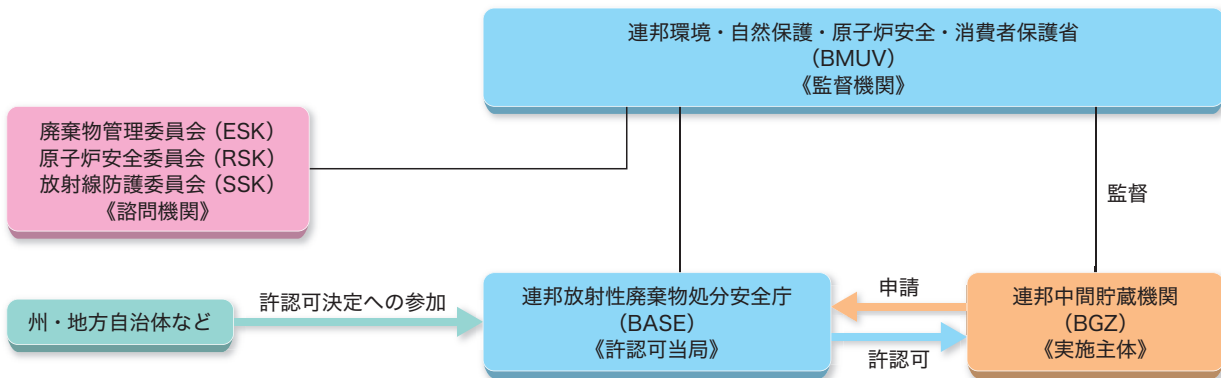 連邦環境・自然保護・原子炉安全・消費者保護省
(BMUV)
《監督機関》
廃棄物管理委員会（ESK）
原子炉安全委員会（RSK）
放射線防護委員会（SSK）
《諮問機関》
監督
州・地方自治体など
許認可決定への参加
連邦放射性廃棄物処分安全庁
(BASE)
《許認可当局》
申請
許認可
連邦中間貯蔵機関
(BGZ)
《実施主体》